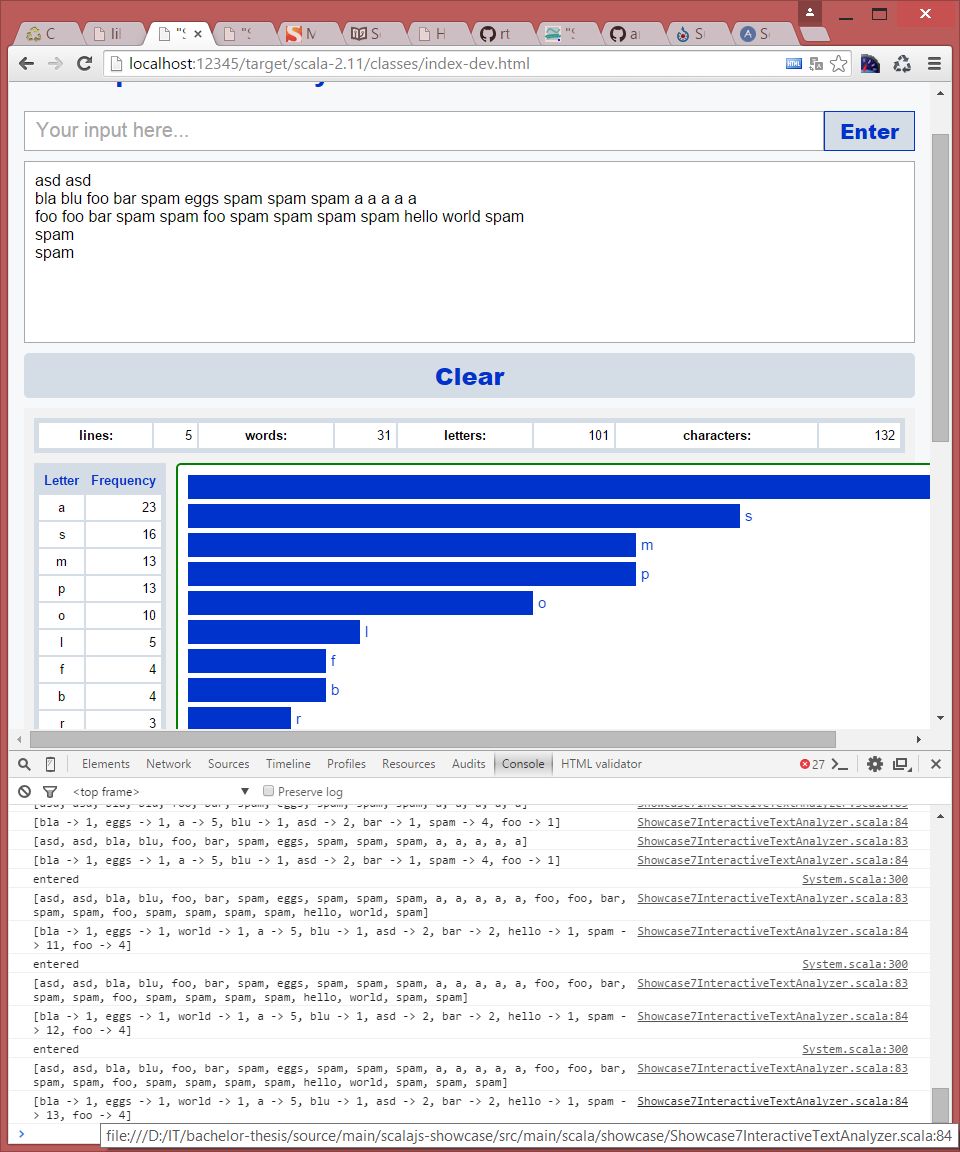 C
lil
"S
"S
M
Sc
H
rt
"S
ai
Si
Sc
localhost:12345/target/scala-2.11/classes/index-dev.html
Your input here...
Enter
asd asd
bla blu foo bar spam eggs spam spam spam a a a a a
foo foo bar spam spam foo spam spam spam spam hello world spam
spam
spam
Clear
lines: 5 words: 31 letters: 101 characters: 132
Letter Frequency
a 23
s 16
m 13
p 13
o 10
l 5
f 4
b 4
r 3
s
m
p
o
l
f
b
r
Elements Network Sources Timeline Profiles Resources Audits Console HTML validator 27
<top frame> Preserve log
[asd, asd, bla, blu, foo, bar, spam, eggs, spam, spam, spam, a, a, a, a, a] Showcase7InteractiveTextAnalyzer.scala:83
[bla -> 1, eggs -> 1, a -> 5, blu -> 1, asd -> 2, bar -> 1, spam -> 4, foo -> 1] Showcase7InteractiveTextAnalyzer.scala:84
[asd, asd, bla, blu, foo, bar, spam, eggs, spam, spam, spam, a, a, a, a, a] Showcase7InteractiveTextAnalyzer.scala:83
[bla -> 1, eggs -> 1, a -> 5, blu -> 1, asd -> 2, bar -> 1, spam -> 4, foo -> 1] Showcase7InteractiveTextAnalyzer.scala:84
entered System.scala:300
[asd, asd, bla, blu, foo, bar, spam, eggs, spam, spam, spam, a, a, a, a, a, foo, foo, bar, Showcase7InteractiveTextAnalyzer.scala:83
spam, spam, foo, spam, spam, spam, spam, hello, world, spam]
[bla -> 1, eggs -> 1, world -> 1, a -> 5, blu -> 1, asd -> 2, bar -> 2, hello -> 1, spam - Showcase7InteractiveTextAnalyzer.scala:84
> 11, foo -> 4]
entered System.scala:300
[asd, asd, bla, blu, foo, bar, spam, eggs, spam, spam, spam, a, a, a, a, a, foo, foo, bar, Showcase7InteractiveTextAnalyzer.scala:83
spam, spam, foo, spam, spam, spam, spam, hello, world, spam, spam]
[bla -> 1, eggs -> 1, world -> 1, a -> 5, blu -> 1, asd -> 2, bar -> 2, hello -> 1, spam - Showcase7InteractiveTextAnalyzer.scala:84
> 12, foo -> 4]
entered System.scala:300
[asd, asd, bla, blu, foo, bar, spam, eggs, spam, spam, spam, a, a, a, a, a, foo, foo, bar, Showcase7InteractiveTextAnalyzer.scala:83
spam, spam, foo, spam, spam, spam, spam, hello, world, spam, spam, spam]
[bla -> 1, eggs -> 1, world -> 1, a -> 5, blu -> 1, asd -> 2, bar -> 2, hello -> 1, spam - Showcase7InteractiveTextAnalyzer.scala:84
> 13, foo -> 4]
file:///D:/IT/bachelor-thesis/source/main/scalajs-showcase/src/main/scala/showcase/Showcase7InteractiveTextAnalyzer.scala:84